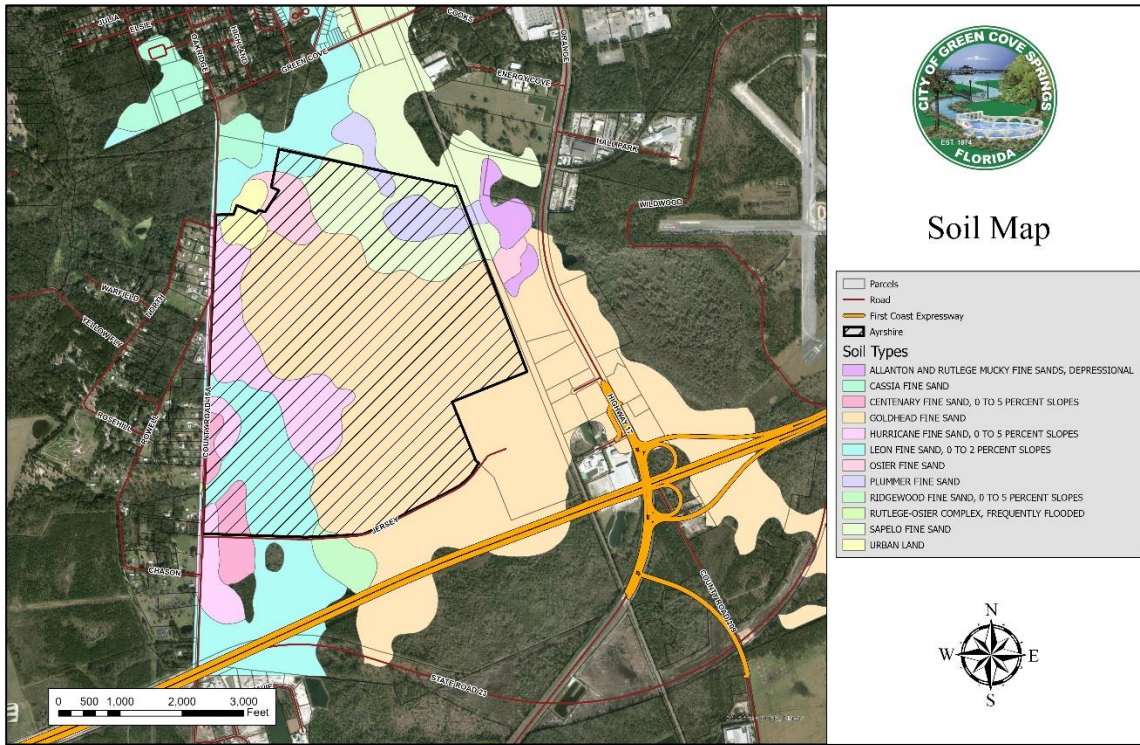 JULIA
ELSIE
OAKRIDGE
HIGHLAND
GREEN COVE
COOKS
ORANGE
ENERGY COVE
HALL PARK
WILDWOOD
WARFIELD
NORTH
YELLOW FLY
ROSEHILL
POWELL
COUNTY ROAD 15A
HIGHWAY 17
JERSEY
CHASON
COUNTY ROAD 209
STATE ROAD 23
0 500 1,000 2,000 3,000
Feet
CITY OF GREEN COVE SPRINGS
EST. 1874
FLORIDA
Soil Map
Parcels
Road
First Coast Expressway
Ayrshire
Soil Types
ALLANTON AND RUTLEGE MUCKY FINE SANDS, DEPRESSIONAL
CASSIA FINE SAND
CENTENARY FINE SAND, 0 TO 5 PERCENT SLOPES
GOLDHEAD FINE SAND
HURRICANE FINE SAND, 0 TO 5 PERCENT SLOPES
LEON FINE SAND, 0 TO 2 PERCENT SLOPES
OSIER FINE SAND
PLUMMER FINE SAND
RIDGEWOOD FINE SAND, 0 TO 5 PERCENT SLOPES
RUTLEGE-OSIER COMPLEX, FREQUENTLY FLOODED
SAPELO FINE SAND
URBAN LAND
N
W E
S